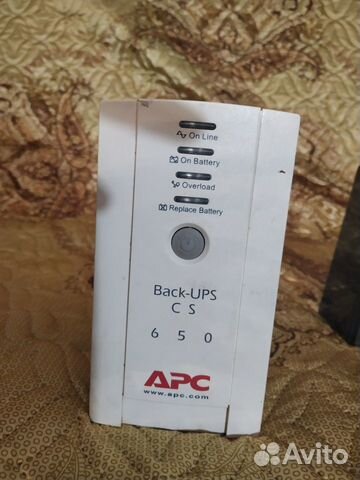 On Line
On Battery
Overload
Replace Battery
Back-UPS
C S
6 5 0
APC
www.apc.com
Avito